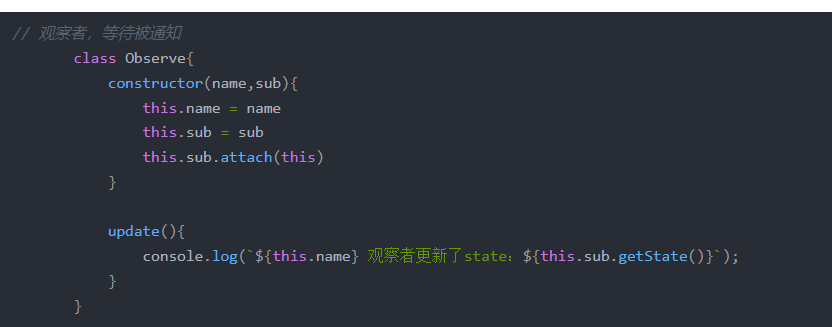 // 观察者，等待被通知
class Observe{
constructor(name,sub){
this.name = name
this.sub = sub
this.sub.attach(this)
}
update(){
console.log(`${this.name} 观察者更新了state：${this.sub.getState()}`);
}
}